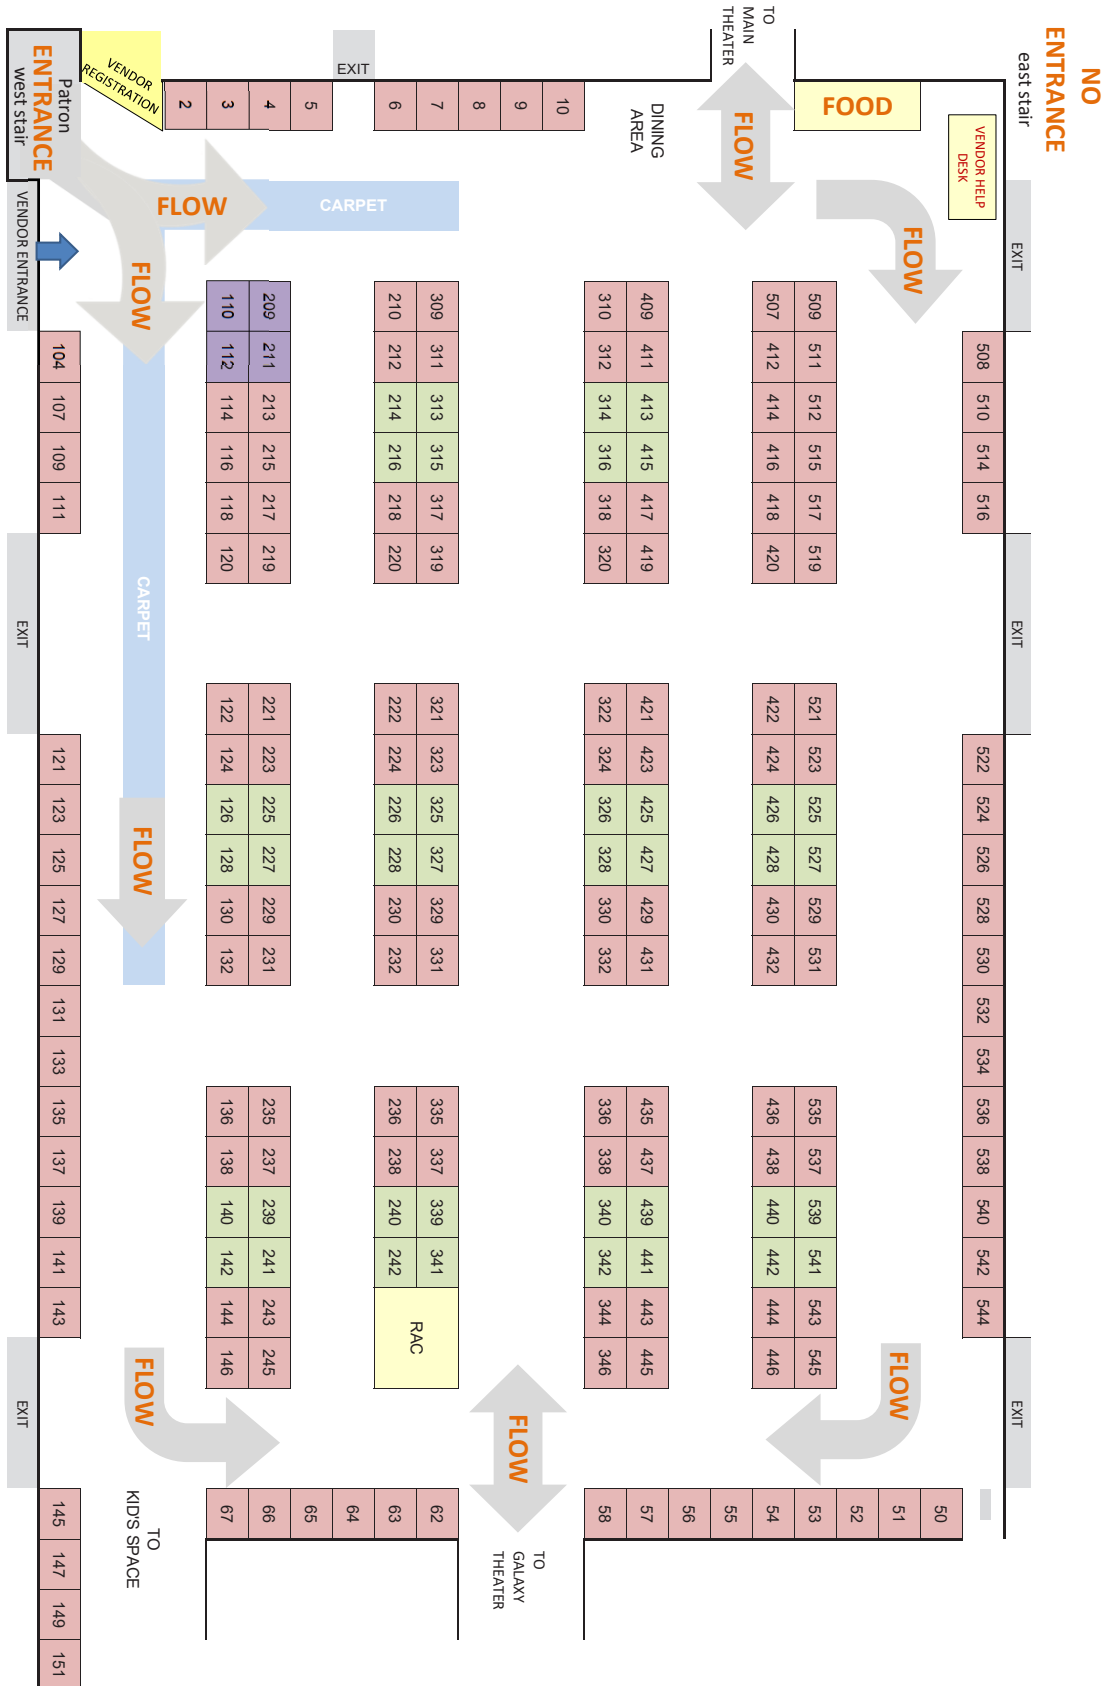 NO
ENTRANCE
east stair
TO
MAIN
THEATER
EXIT
Patron
ENTRANCE
west stair
VENDOR
REGISTRATION
2
3
4
5
6
7
8
9
10
DINING
AREA
FLOW
FOOD
VENDOR HELP
DESK
VENDOR ENTRANCE
FLOW
CARPET
FLOW
FLOW
EXIT
110 209 210 309 310 409 507 509
104 112 211 212 311 312 411 412 511 508
107 114 213 214 313 314 413 414 512 510
109 116 215 216 315 316 415 416 515 514
111 118 217 218 317 318 417 418 517 516
120 219 220 319 320 419 420 519
EXIT
CARPET
EXIT
122 221 222 321 322 421 422 521
121 124 223 224 323 324 423 424 523 522
123 126 225 226 325 326 425 426 525 524
125 128 227 228 327 328 427 428 527 526
FLOW
127 130 229 230 329 330 429 430 529 528
129 132 231 232 331 332 431 432 531 530
131 532
133 534
135 136 235 236 335 336 435 436 535 536
137 138 237 238 337 338 437 438 537 538
139 140 239 240 339 340 439 440 539 540
141 142 241 242 341 342 441 442 541 542
143 144 243 RAC 344 443 444 543 544
146 245 346 445 446 545
EXIT
FLOW
FLOW
FLOW
EXIT
145
147
149
151
TO
KID'S SPACE
67
66
65
64
63
62
TO
GALAXY
THEATER
58
57
56
55
54
53
52
51
50